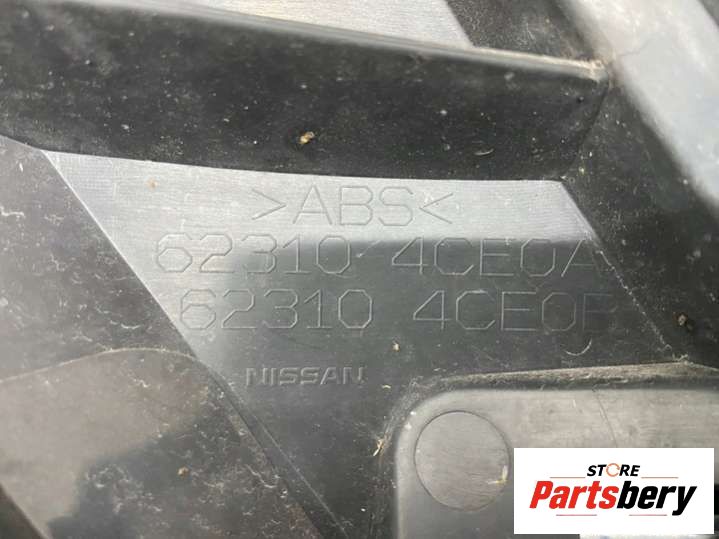 >ABS<
62310 4CE0A
62310 4CE0B
NISSAN
STORE
Partsbery